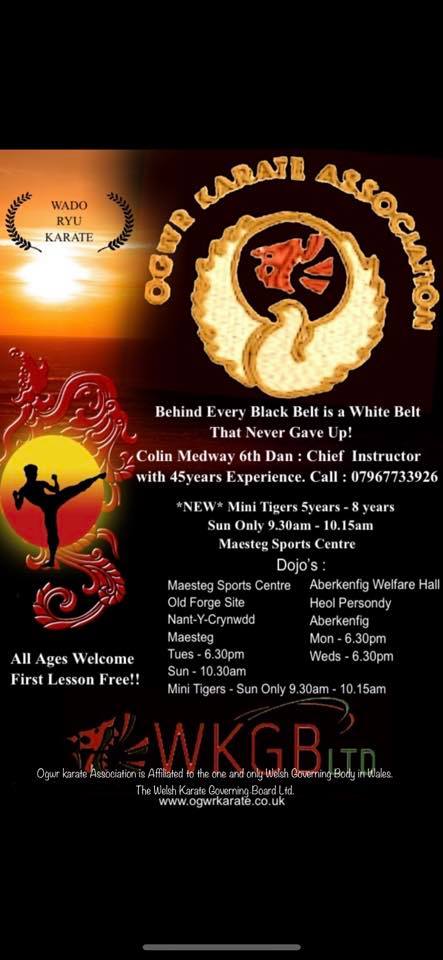 WADO
RYU
KARATE
OGWR KARATE ASSOCIATION
Behind Every Black Belt is a White Belt
That Never Gave Up!
Colin Medway 6th Dan : Chief Instructor
with 45years Experience. Call : 07967733926
*NEW* Mini Tigers 5years - 8 years
Sun Only 9.30am - 10.15am
Maesteg Sports Centre
Dojo's :
Maesteg Sports Centre
Old Forge Site
Nant-Y-Crynwdd
Maesteg
Tues - 6.30pm
Sun - 10.30am
Mini Tigers - Sun Only 9.30am - 10.15am
Aberkenfig Welfare Hall
Heol Persondy
Aberkenfig
Mon - 6.30pm
Weds - 6.30pm
All Ages Welcome
First Lesson Free!!
WKGB LTD
Ogwr karate Association is Affiliated to the one and only Welsh Governing Body in Wales.
The Welsh Karate Governing Board Ltd.
www.ogwrkarate.co.uk